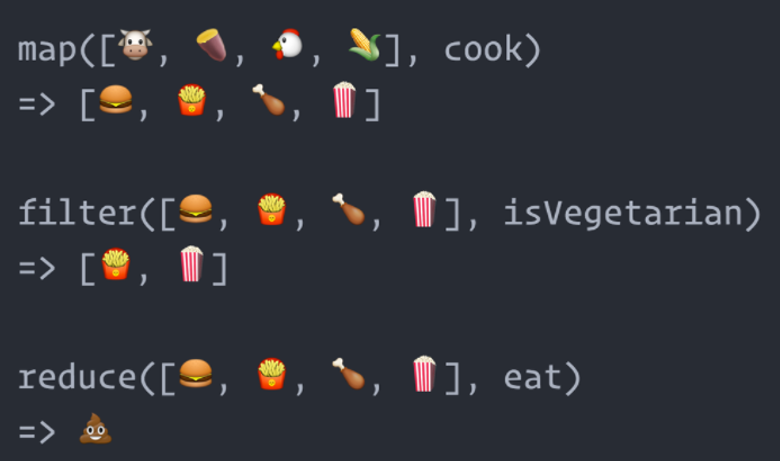 map([🐮, 🍠, 🐔, 🌽], cook)
=> [🍔, 🍟, 🍗, 🍿]
filter([🍔, 🍟, 🍗, 🍿], isVegetarian)
=> [🍟, 🍿]
reduce([🍔, 🍟, 🍗, 🍿], eat)
=> 💩